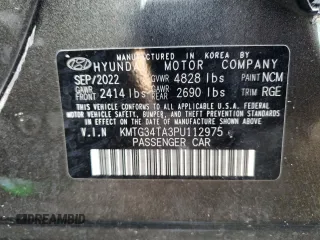 MANUFACTURED IN KOREA BY
HYUNDAI MOTOR COMPANY
SEP/2022 GVWR 4828 lbs PAINT NCM
GAWR FRONT 2414 lbs GAWR REAR 2690 lbs TRIM RGE
THIS VEHICLE CONFORMS TO ALL APPLICABLE U.S. FEDERAL
MOTOR VEHICLE SAFETY, BUMPER, AND THEFT PREVENTION
STANDARDS IN EFFECT ON THE DATE OF MANUFACTURE SHOWN ABOVE.
V.I.N KMTG34TA3PU112975
PASSENGER CAR